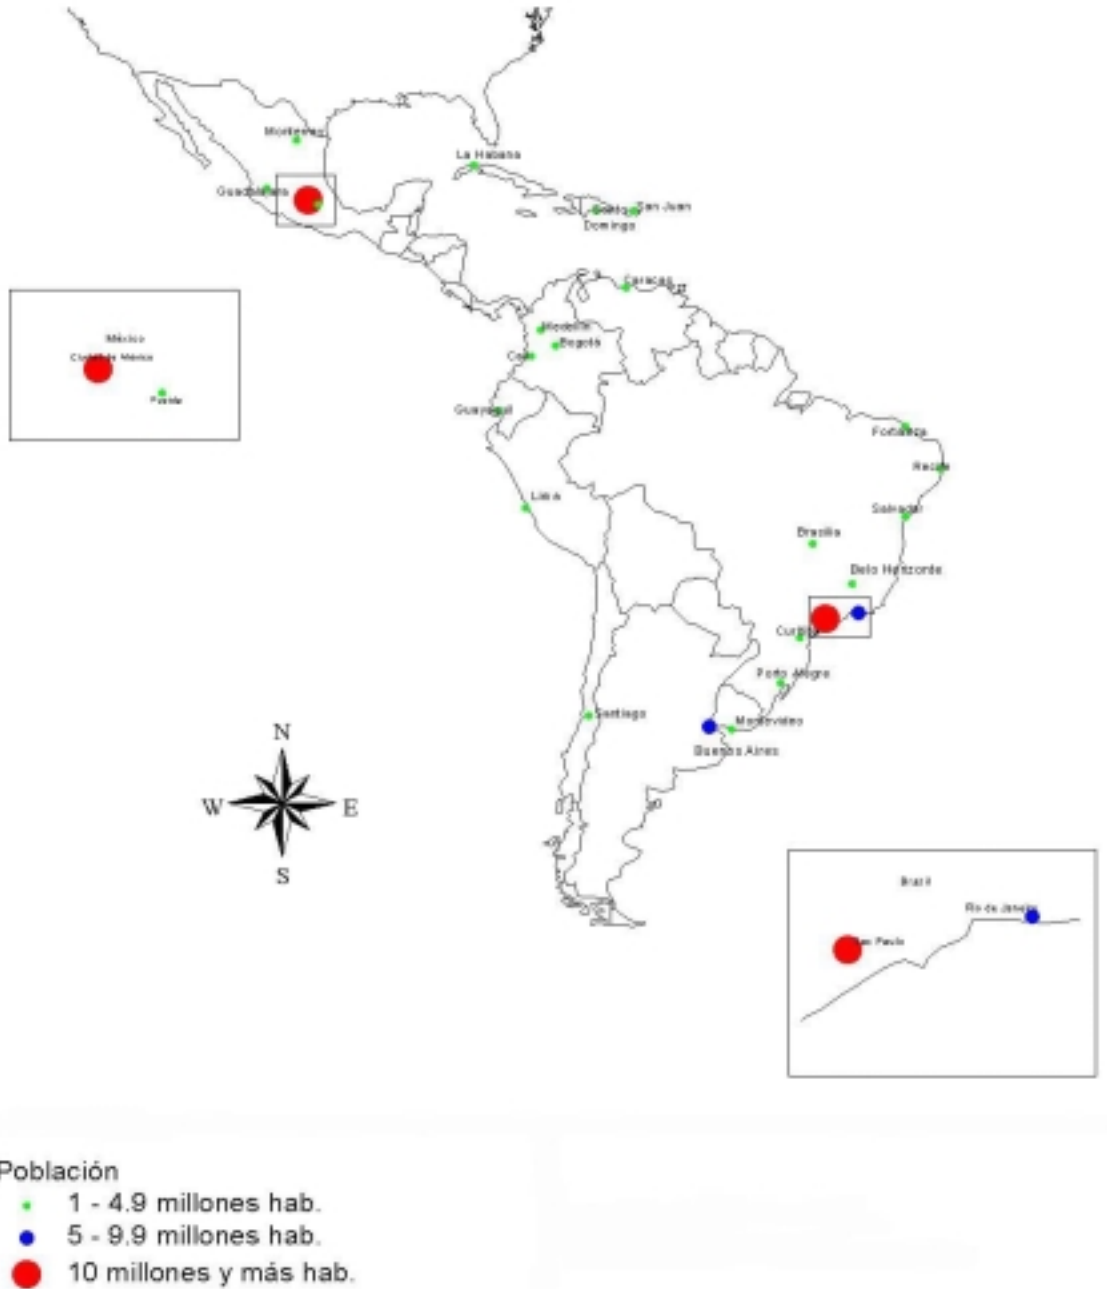 Monterrey
La Habana
Guadalajara
San Juan
Santo
Domingo
Caracas
México
Ciudad de México
Puebla
Medellín
Bogotá
Cali
Guayaquil
Fortaleza
Recife
Lima
Salvador
Brasilia
Belo Horizonte
Curitiba
Porto Alegre
Santiago
Montevideo
Buenos Aires
N
W
E
S
Brazil
Rio de Janeiro
Sao Paulo
Población
1 - 4.9 millones hab.
5 - 9.9 millones hab.
10 millones y más hab.